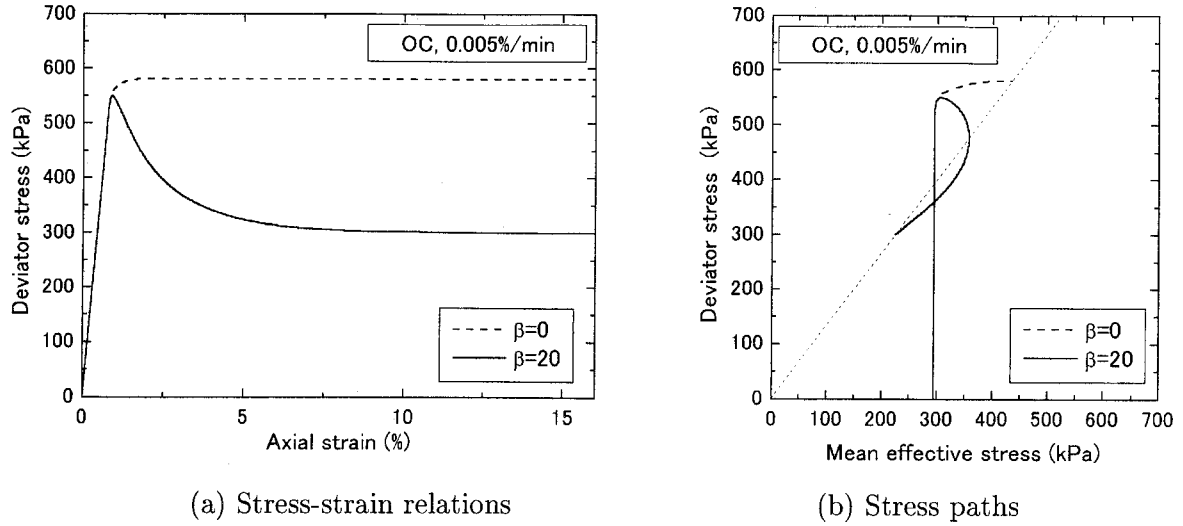 700
600
500
400
300
200
100
0
Deviator stress (kPa)
OC, 0.005%/min
β=0
β=20
0
5
10
15
Axial strain (%)
(a) Stress-strain relations
700
600
500
400
300
200
100
0
Deviator stress (kPa)
OC, 0.005%/min
β=0
β=20
0 100 200 300 400 500 600 700
Mean effective stress (kPa)
(b) Stress paths